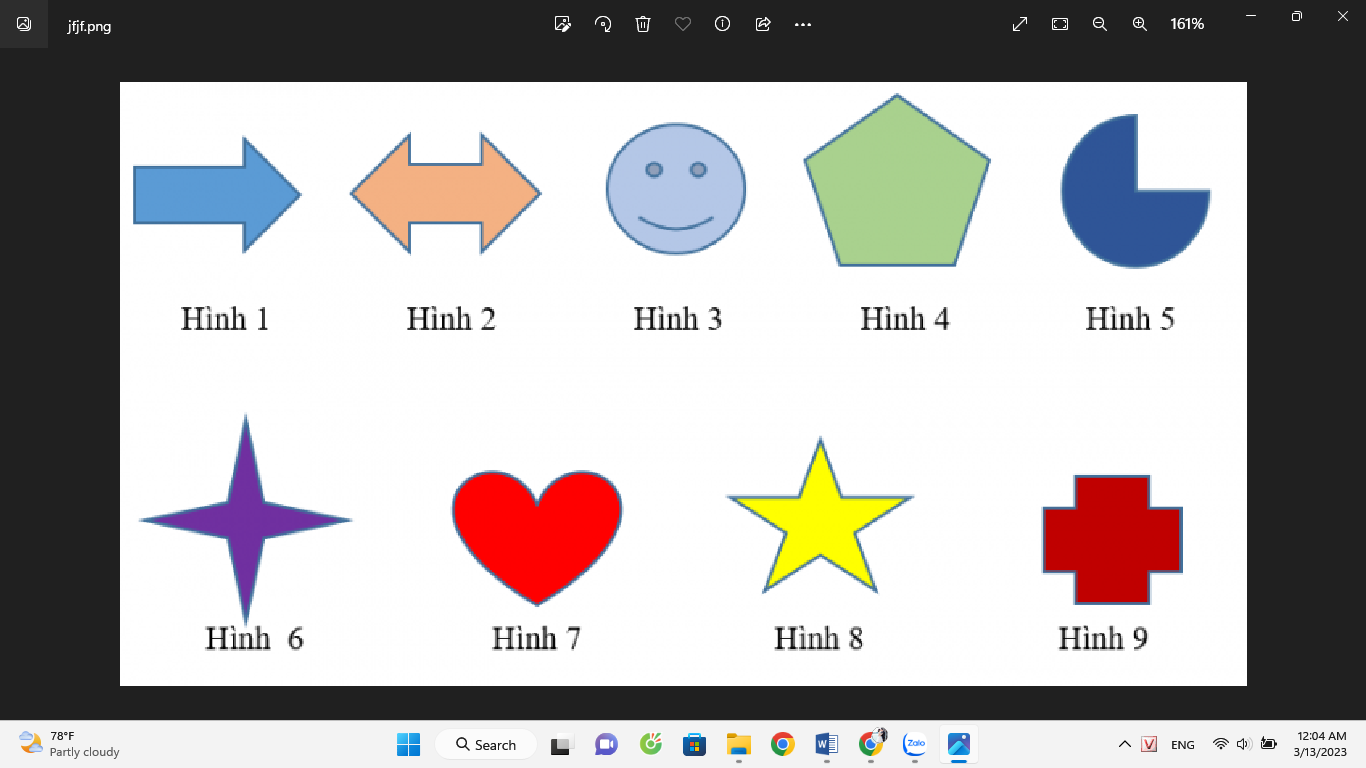 jfjf.png
161%
Hình 1
Hình 2
Hình 3
Hình 4
Hình 5
Hình 6
Hình 7
Hình 8
Hình 9
78°F
Partly cloudy
Search
Zalo
V
ENG
12:04 AM
3/13/2023